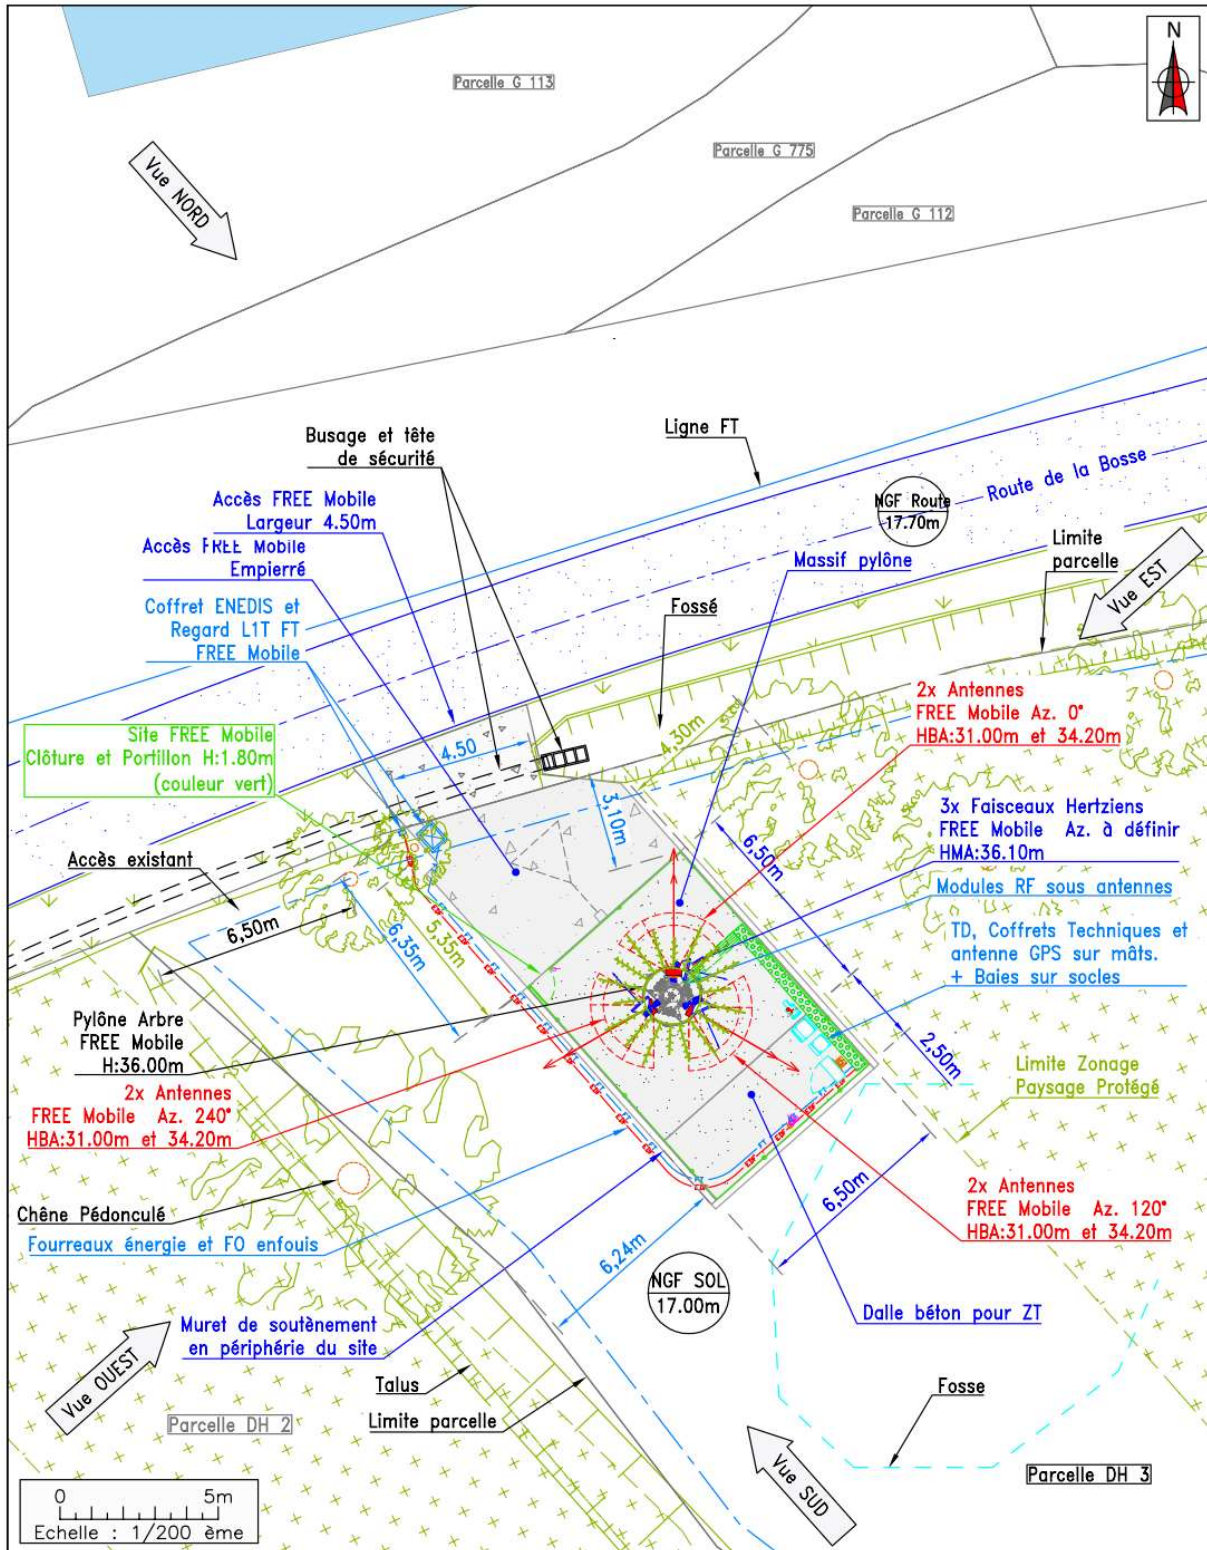 N
Parcelle G 113
Parcelle G 775
Parcelle G 112
Vue NORD
Busage et tête
de sécurité
Ligne FT
Accès FREE Mobile
Largeur 4.50m
Accès FREE Mobile
Empierré
Coffret ENEDIS et
Regard L1T FT
FREE Mobile
NGF Route
17.70m
Route de la Bosse
Massif pylône
Limite
parcelle
Vue EST
Fossé
Site FREE Mobile
Clôture et Portillon H:1.80m
(couleur vert)
2x Antennes
FREE Mobile Az. 0°
HBA:31.00m et 34.20m
4.50
4,30m
3,10m
6,50m
3x Faisceaux Hertziens
FREE Mobile Az. à définir
HMA:36.10m
Accès existant
Modules RF sous antennes
6,50m
6,35m
5,35m
TD, Coffrets Techniques et
antenne GPS sur mâts.
+ Baies sur socles
Pylône Arbre
FREE Mobile
H:36.00m
2,50m
Limite Zonage
Paysage Protégé
2x Antennes
FREE Mobile Az. 240°
HBA:31.00m et 34.20m
2x Antennes
FREE Mobile Az. 120°
HBA:31.00m et 34.20m
6,50m
Chêne Pédonculé
Fourreaux énergie et FO enfouis
6,24m
NGF SOL
17.00m
Muret de soutènement
en périphérie du site
Dalle béton pour ZT
Vue OUEST
Talus
Limite parcelle
Fosse
Parcelle DH 2
Vue SUD
Parcelle DH 3
0 5m
Echelle : 1/200 ème